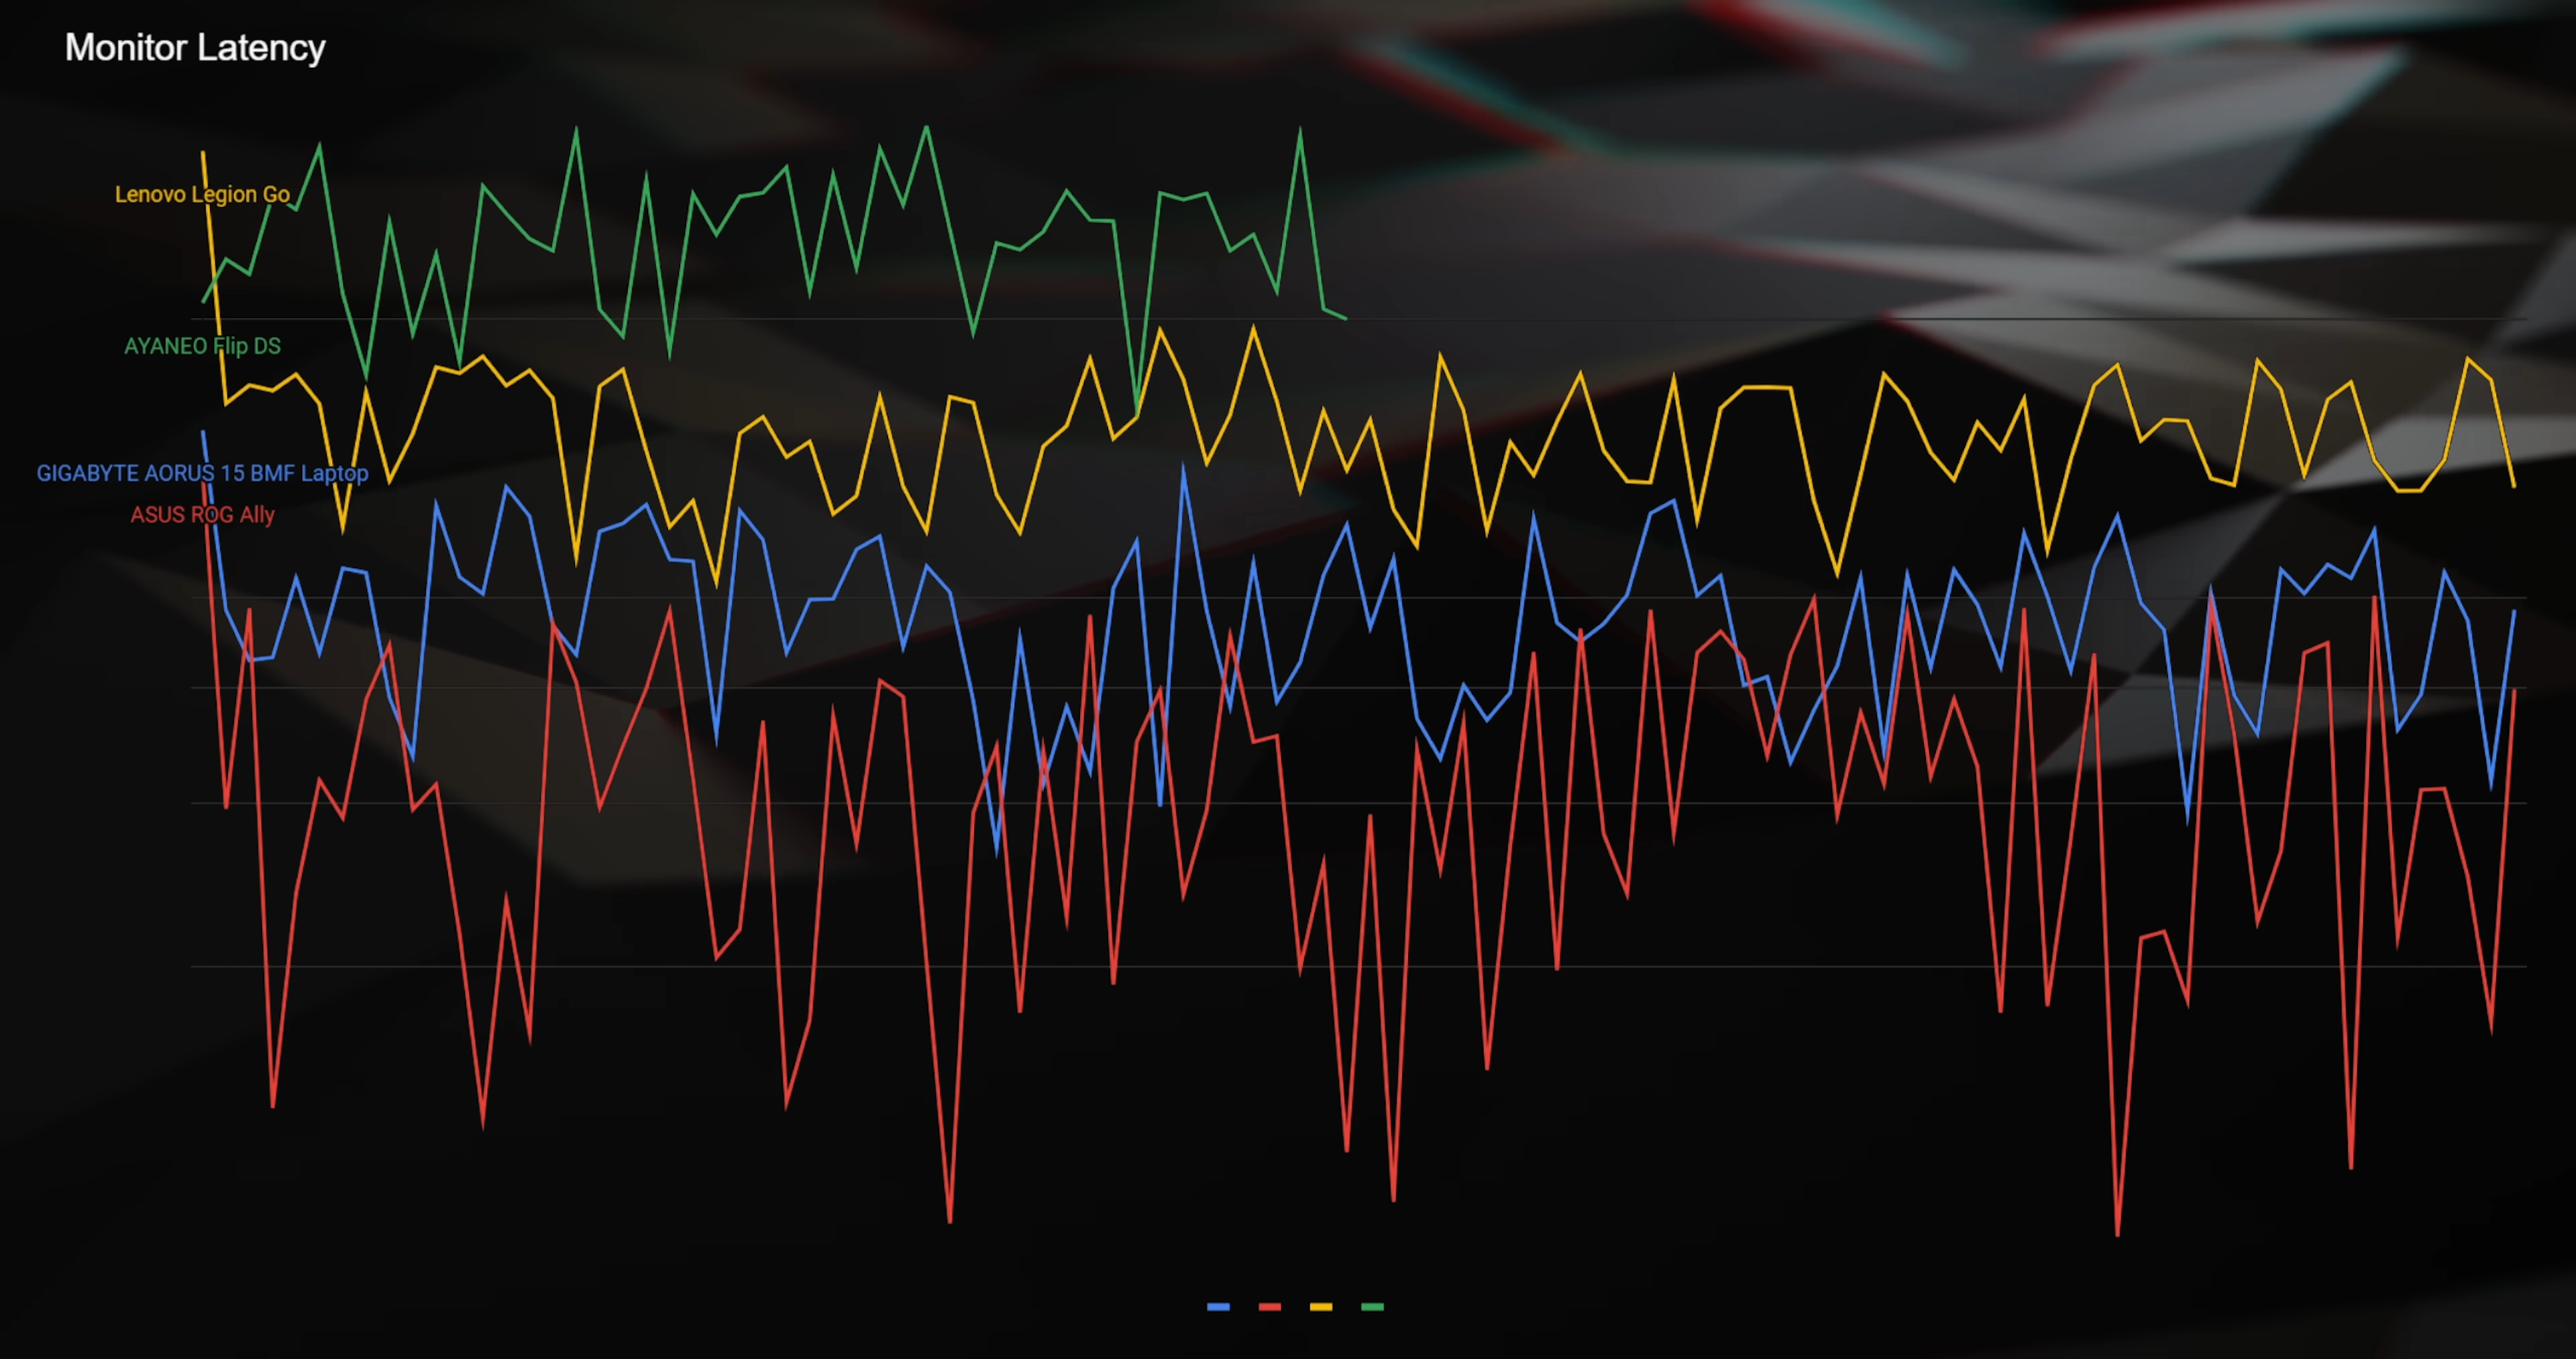 Monitor Latency
Lenovo Legion Go
AYANEO Flip DS
GIGABYTE AORUS 15 BMF Laptop
ASUS ROG Ally